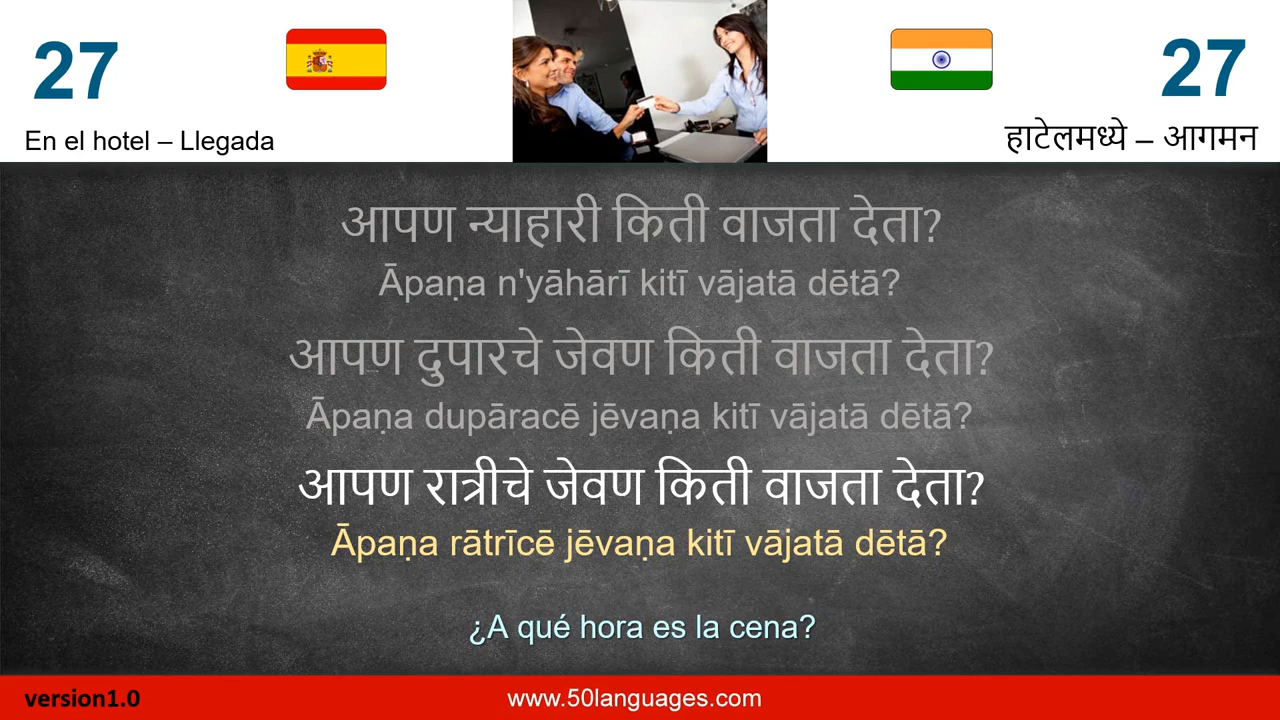 27
27
En el hotel – Llegada
हाटेलमध्ये – आगमन
आपण न्याहारी किती वाजता देता?
Āpaṇa n'yāhārī kitī vājatā dētā?
आपण दुपारचे जेवण किती वाजता देता?
Āpaṇa dupāracē jēvaṇa kitī vājatā dētā?
आपण रात्रीचे जेवण किती वाजता देता?
Āpaṇa rātrīcē jēvaṇa kitī vājatā dētā?
¿A qué hora es la cena?
version1.0
www.50languages.com